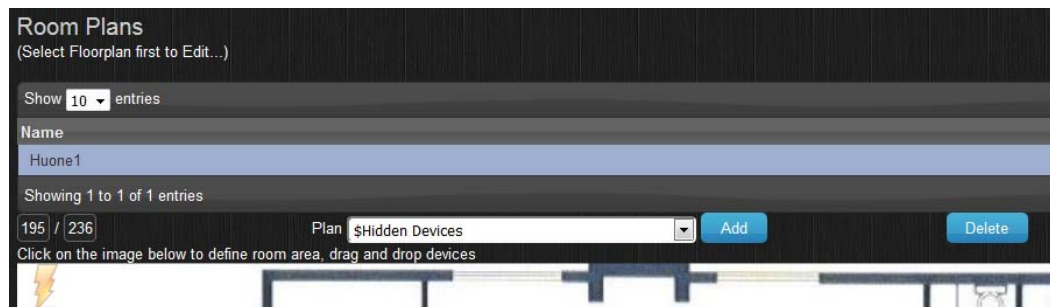 Room Plans
(Select Floorplan first to Edit...)
Show 10 entries
Name
Huone1
Showing 1 to 1 of 1 entries
195 / 236 Plan $Hidden Devices Add Delete
Click on the image below to define room area, drag and drop devices